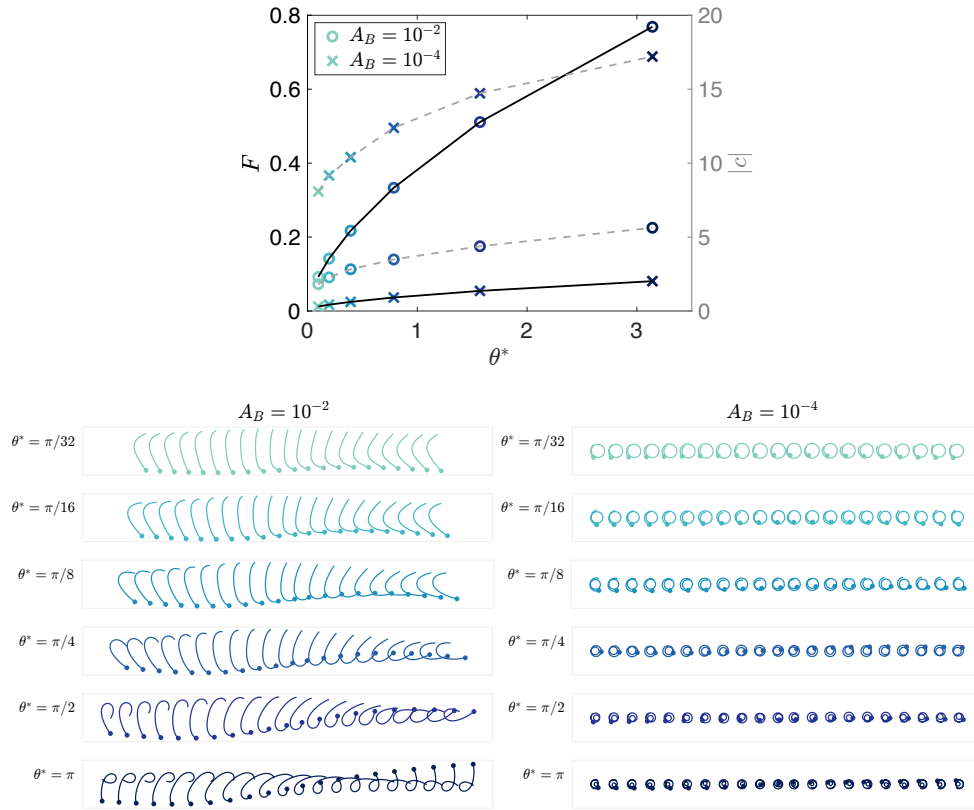 0.8
0.6
0.4
0.2
0
F
20
15
10
5
0
|c|
0
1
2
3
θ*
A_B = 10^{-2}
A_B = 10^{-4}
A_B = 10^{-2}
θ* = π/32
θ* = π/16
θ* = π/8
θ* = π/4
θ* = π/2
θ* = π
A_B = 10^{-4}
θ* = π/32
θ* = π/16
θ* = π/8
θ* = π/4
θ* = π/2
θ* = π